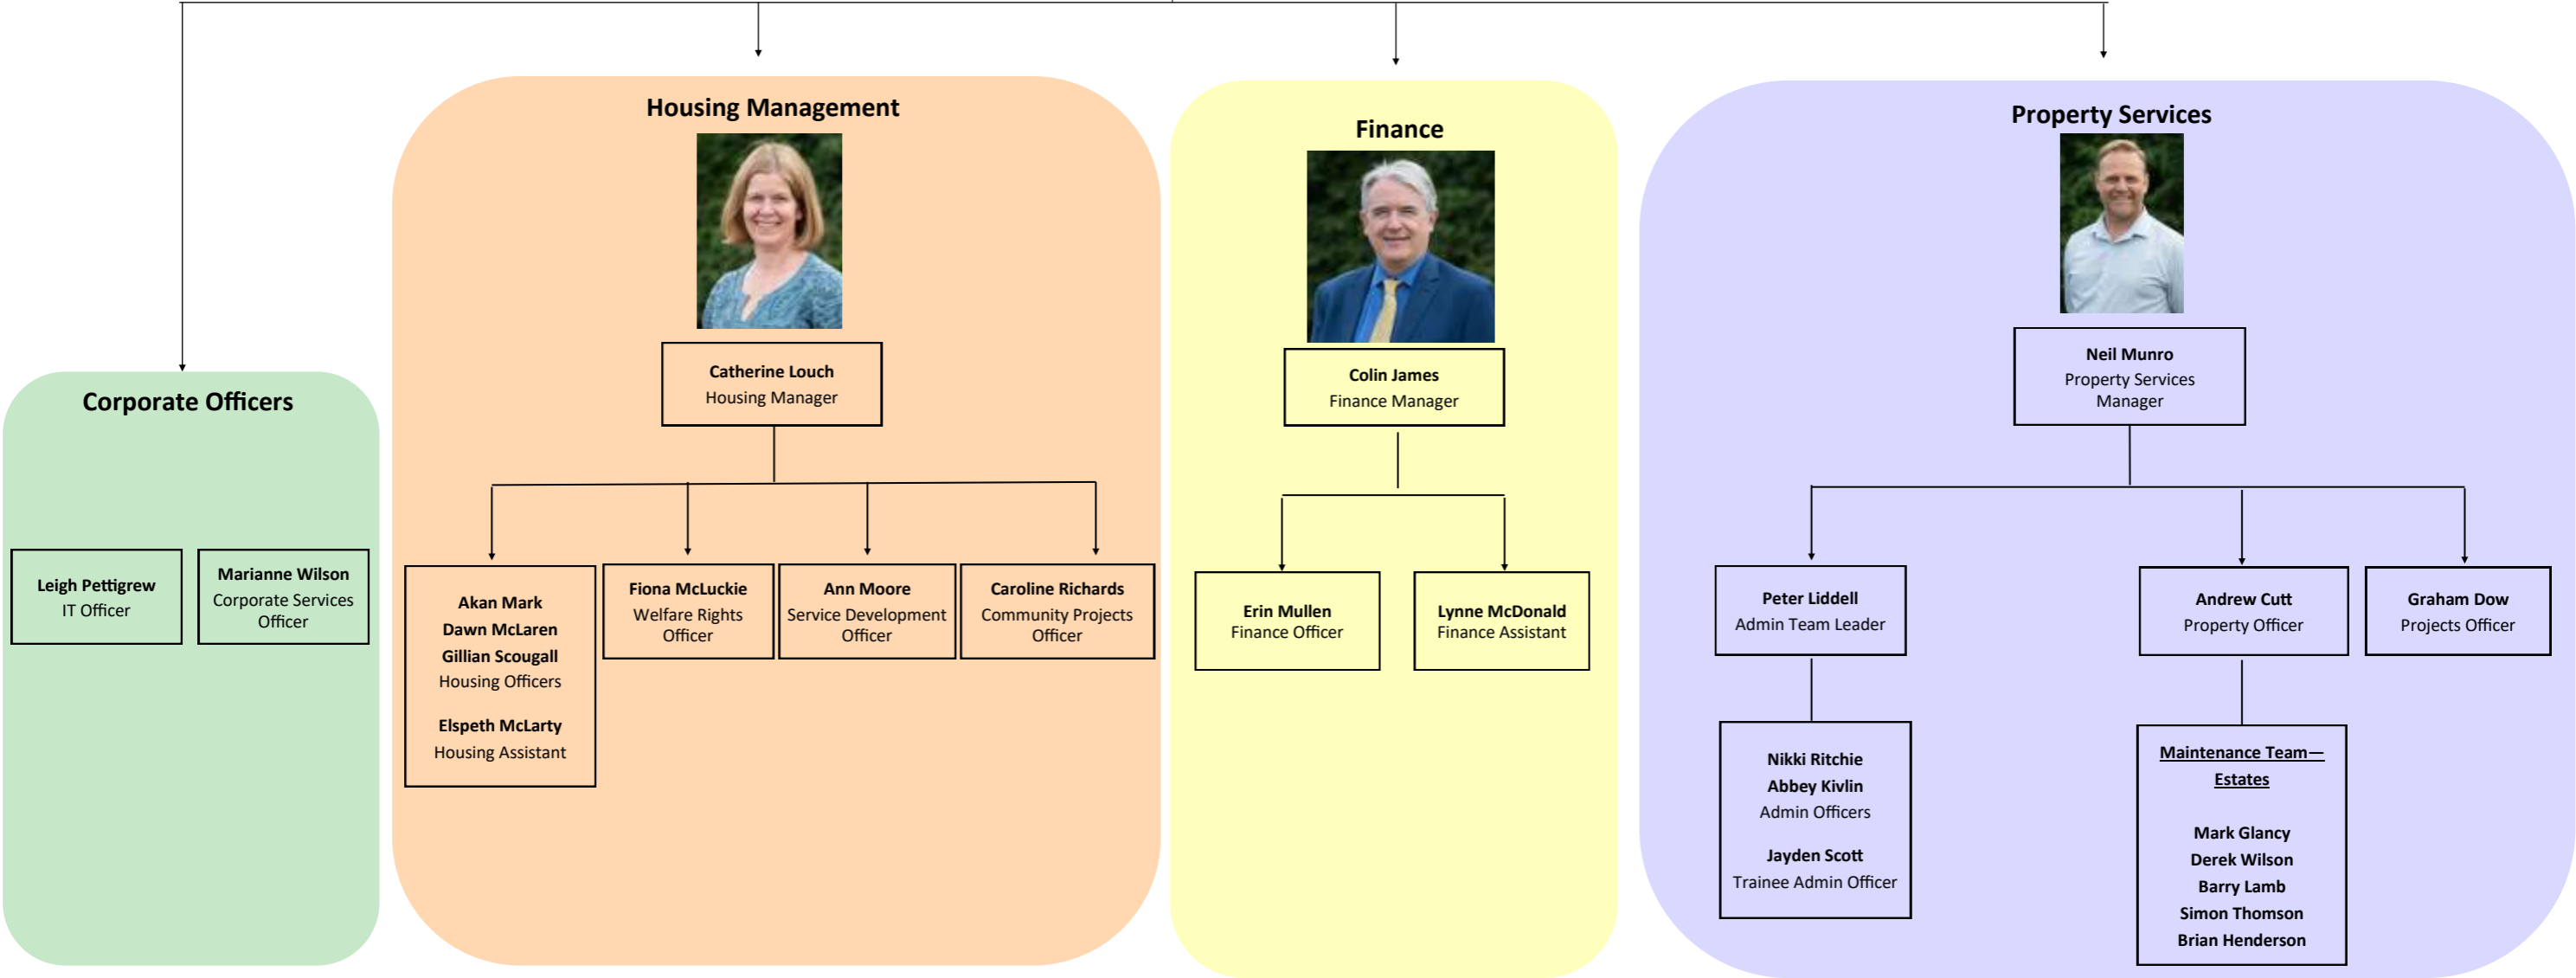 Corporate Officers
Leigh Pettigrew
IT Officer
Marianne Wilson
Corporate Services
Officer
Housing Management
Catherine Louch
Housing Manager
Akan Mark
Dawn McLaren
Gillian Scougall
Housing Officers
Elspeth McLarty
Housing Assistant
Fiona McLuckie
Welfare Rights
Officer
Ann Moore
Service Development
Officer
Caroline Richards
Community Projects
Officer
Finance
Colin James
Finance Manager
Erin Mullen
Finance Officer
Lynne McDonald
Finance Assistant
Property Services
Neil Munro
Property Services
Manager
Peter Liddell
Admin Team Leader
Nikki Ritchie
Abbey Kivlin
Admin Officers
Jayden Scott
Trainee Admin Officer
Andrew Cutt
Property Officer
Maintenance Team—
Estates
Mark Glancy
Derek Wilson
Barry Lamb
Simon Thomson
Brian Henderson
Graham Dow
Projects Officer